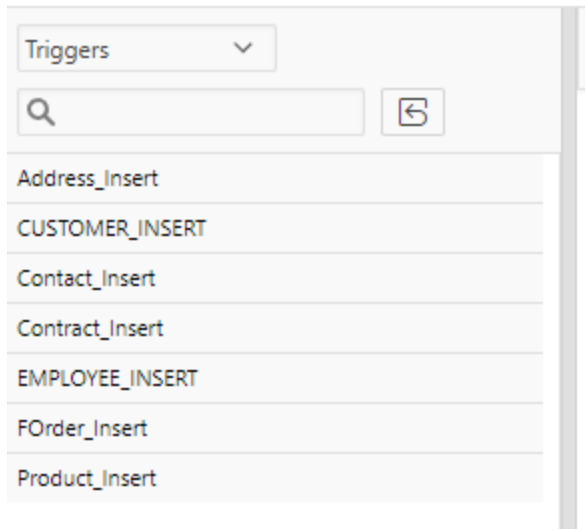 Triggers
Address_Insert
CUSTOMER_INSERT
Contact_Insert
Contract_Insert
EMPLOYEE_INSERT
FOrder_Insert
Product_Insert